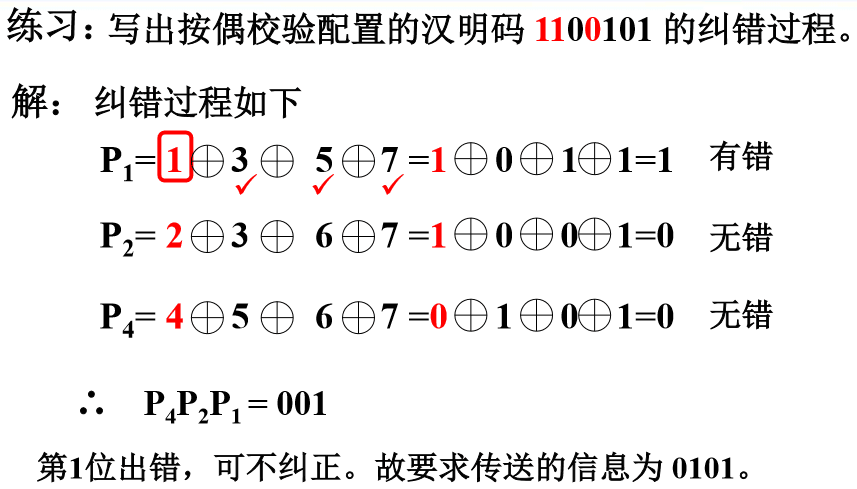 练习：写出按偶校验配置的汉明码 1100101 的纠错过程。
解： 纠错过程如下
P₁= 1 ⊕ 3 ⊕ 5 ⊕ 7 =1 ⊕ 0 ⊕ 1 ⊕ 1=1 有错
✓ ✓ ✓
P₂= 2 ⊕ 3 ⊕ 6 ⊕ 7 =1 ⊕ 0 ⊕ 0 ⊕ 1=0 无错
P₄= 4 ⊕ 5 ⊕ 6 ⊕ 7 =0 ⊕ 1 ⊕ 0 ⊕ 1=0 无错
∴ P₄P₂P₁ = 001
第1位出错，可不纠正。故要求传送的信息为 0101。